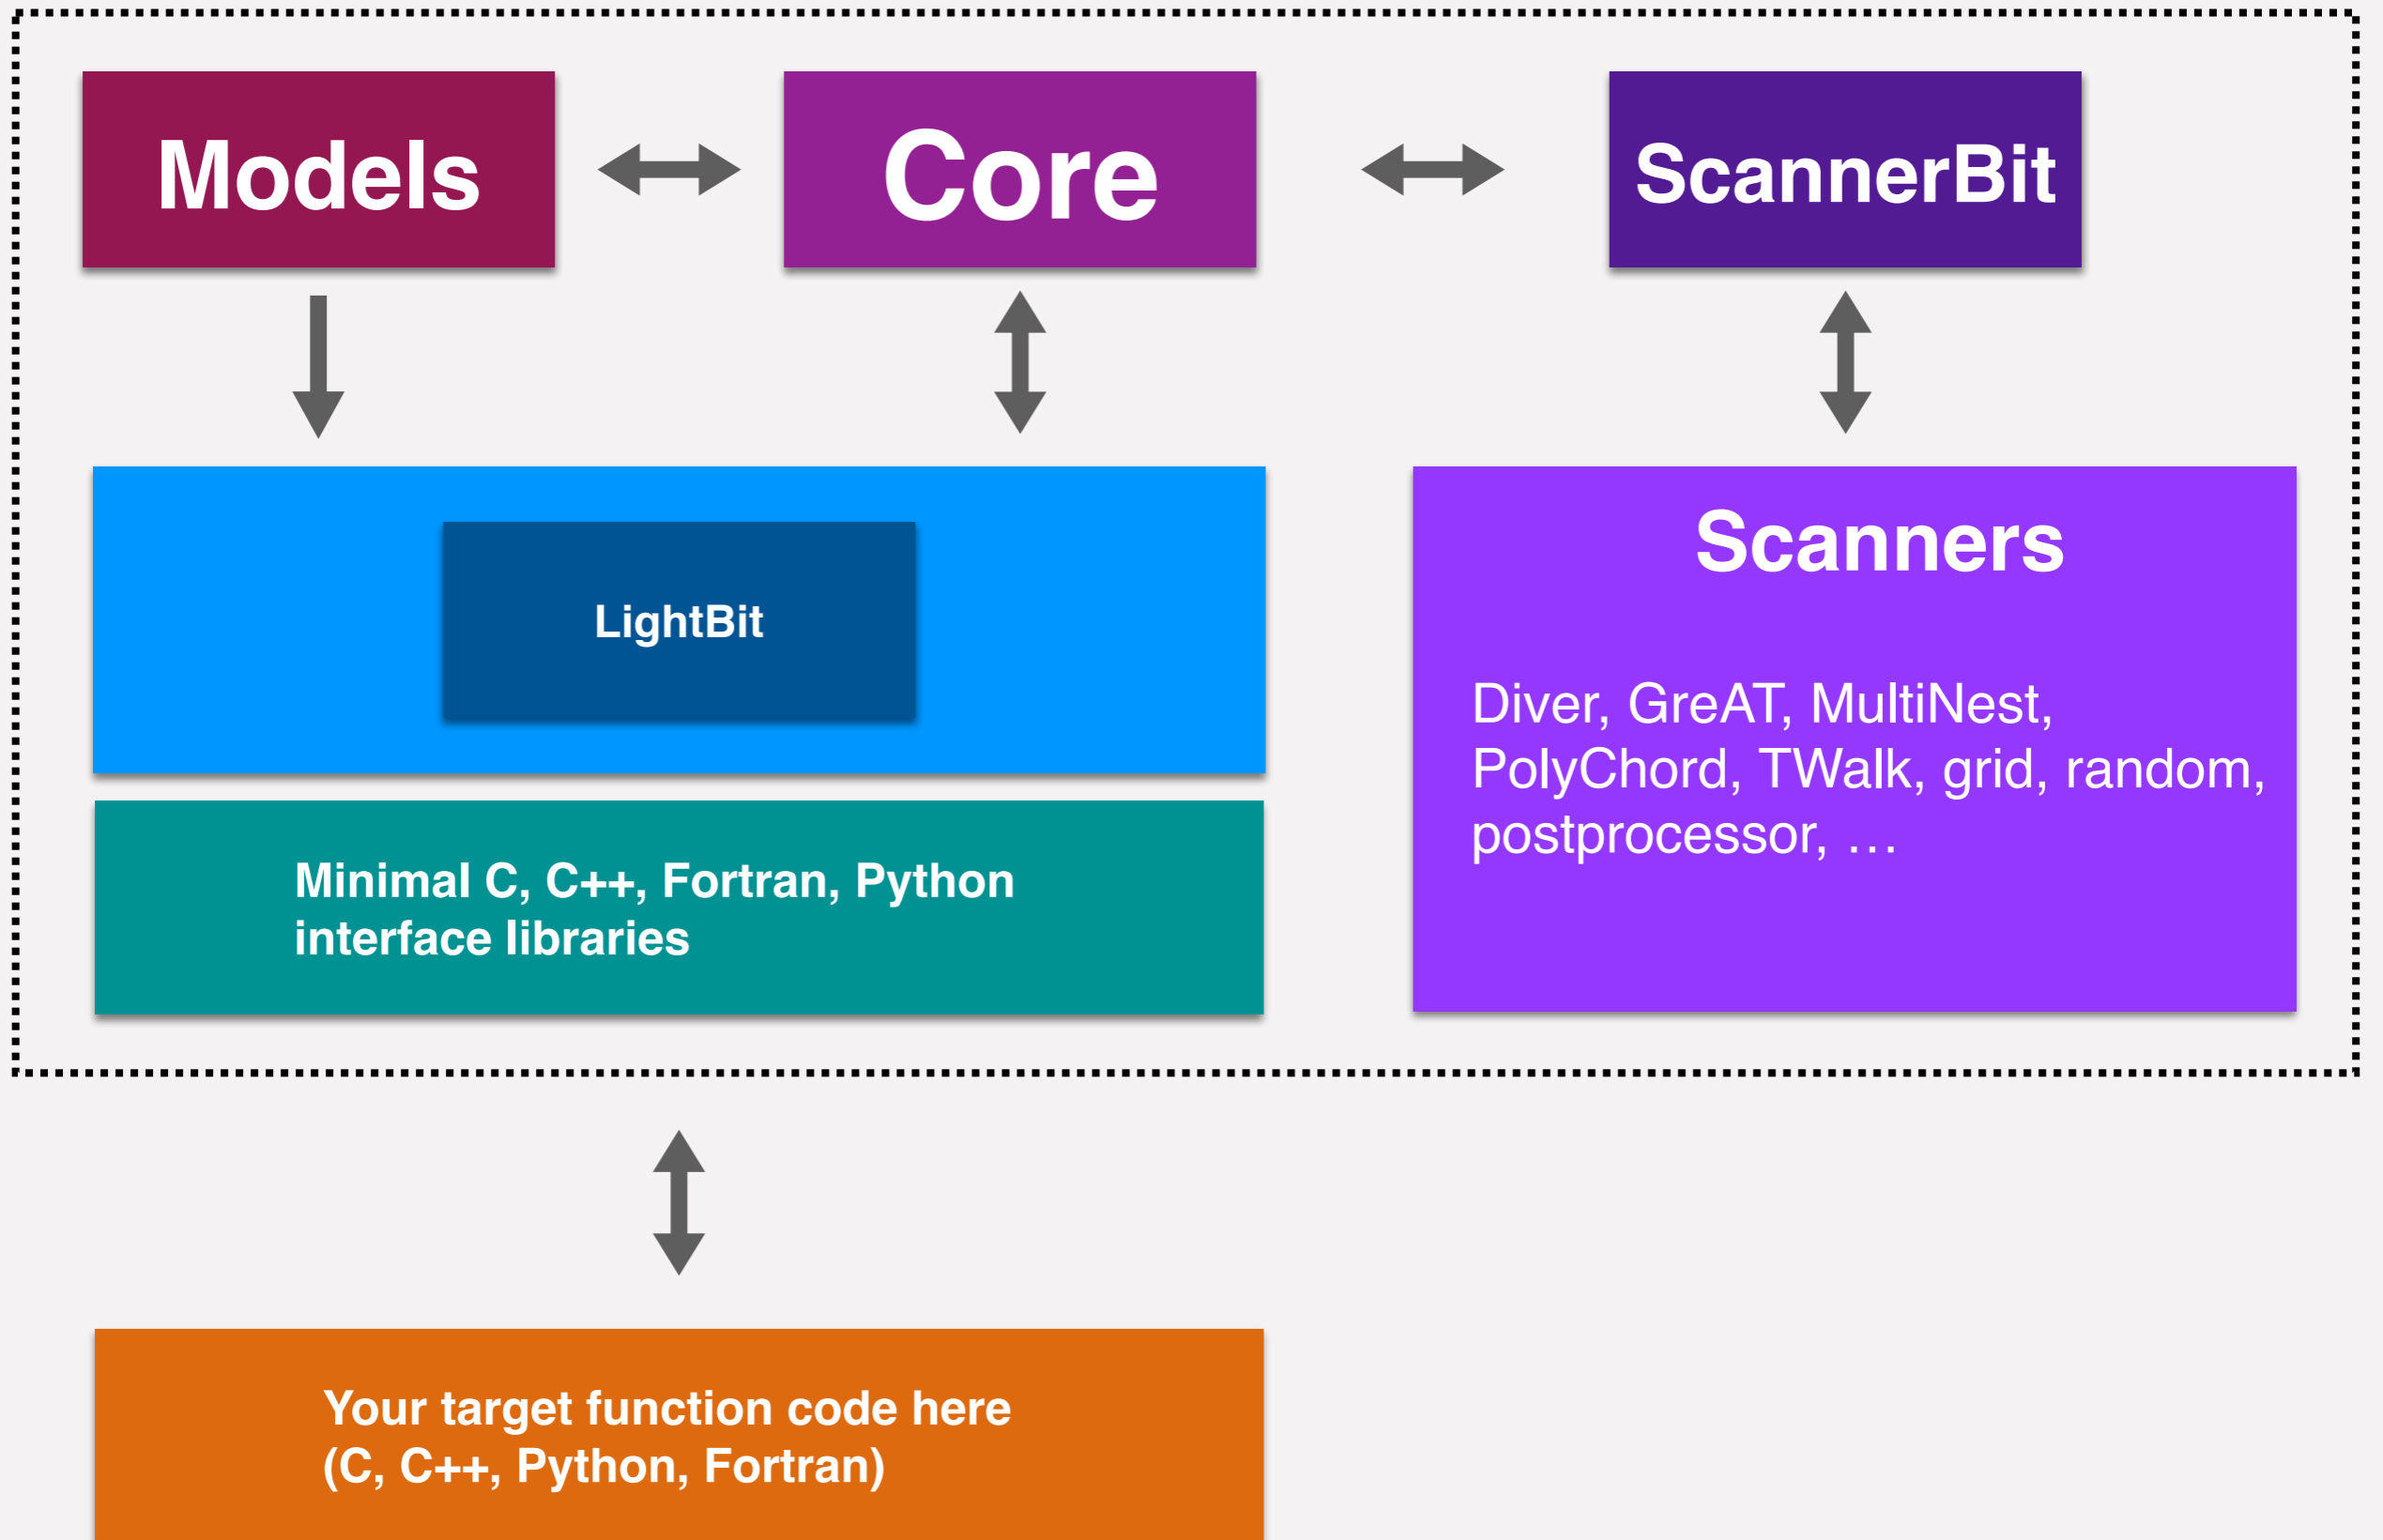 Models
Core
ScannerBit
LightBit
Scanners
Diver, GreAT, MultiNest,
PolyChord, TWalk, grid, random,
postprocessor, …
Minimal C, C++, Fortran, Python
interface libraries
Your target function code here
(C, C++, Python, Fortran)